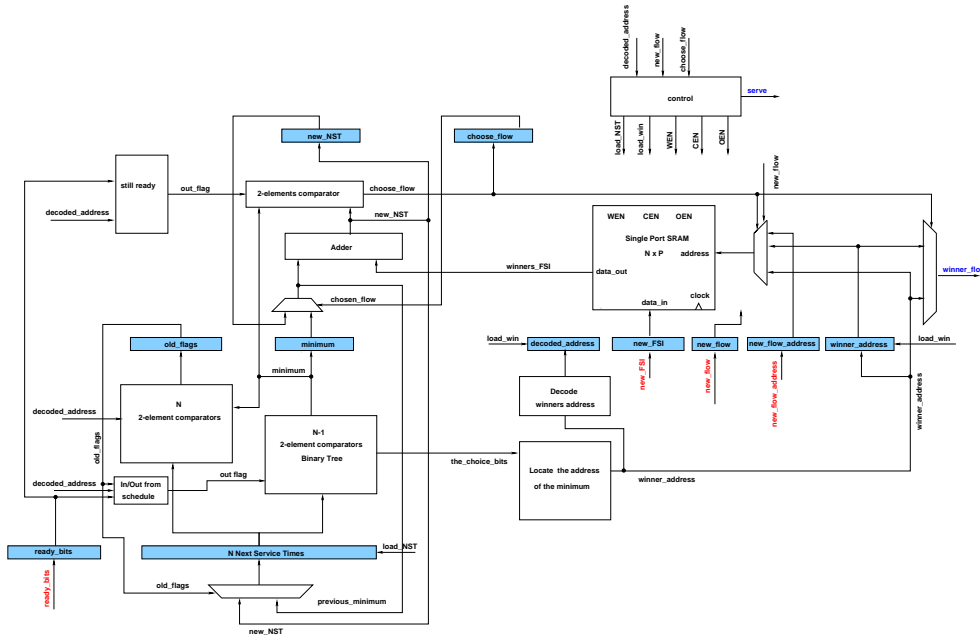 decoded_address
new_flow
choose_flow
control
serve
load_NST
load_win
WEN
CEN
OEN
new_NST
choose_flow
new_flow
still ready
out_flag
2-elements comparator
choose_flow
decoded_address
new_NST
Adder
WEN CEN OEN
Single Port SRAM
N x P address
winners_FSI
data_out
winner_flo
chosen_flow
data_in
clock
old_flags
minimum
load_win
decoded_address
new_FSI
new_flow
new_flow_address
winner_address
load_win
minimum
new_FSI
new_flow
new_flow_address
Decode
winners address
N
2-element comparators
decoded_address
N-1
2-element comparators
Binary Tree
old_flags
winner_address
the_choice_bits
Locate the address
of the minimum
winner_address
decoded_address
In/Out from
schedule
out flag
ready_bits
N Next Service Times
load_NST
ready_bits
old_flags
previous_minimum
new_NST